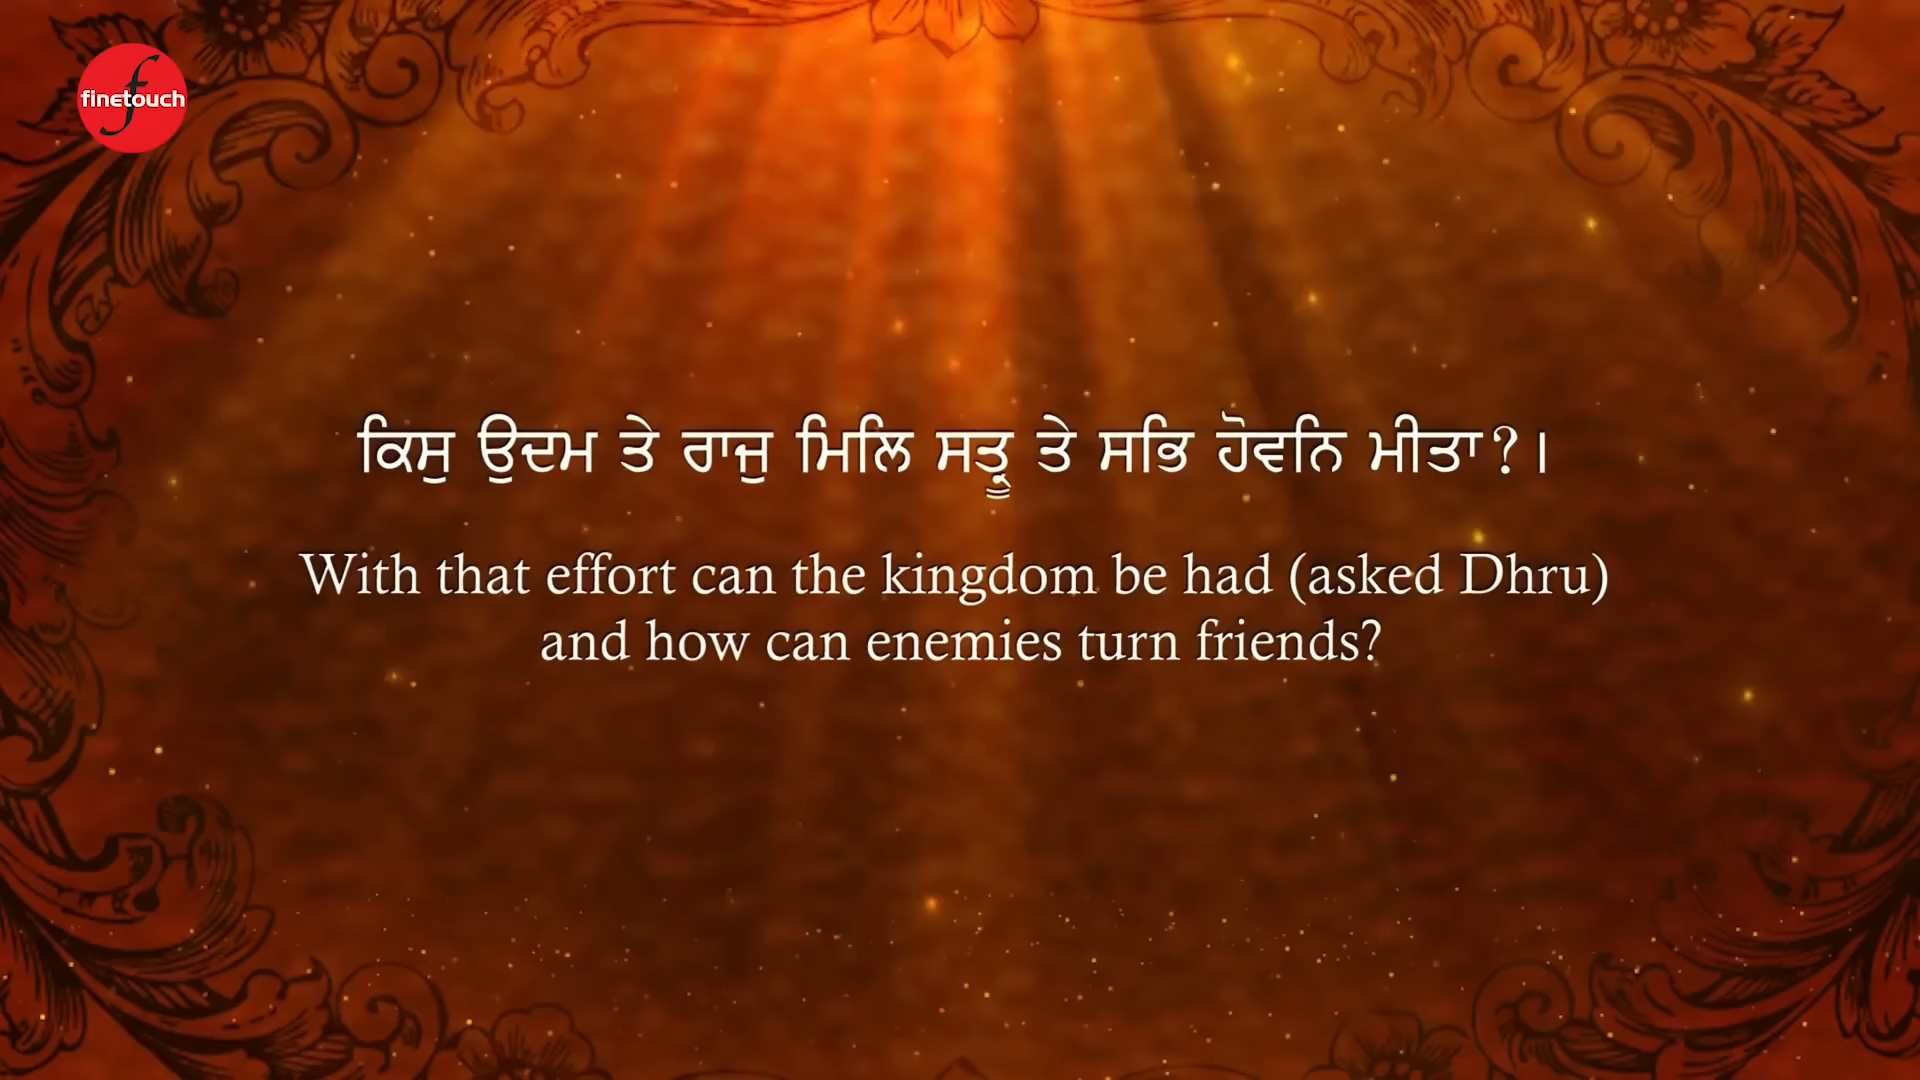 finetouch
ਕਿਸੁ ਉਦਮ ਤੇ ਰਾਜੁ ਮਿਲਿ ਸਤ੍ਰੂ ਤੇ ਸਭਿ ਹੋਵਨਿ ਮੀਤਾ?।
With that effort can the kingdom be had (asked Dhru)
and how can enemies turn friends?